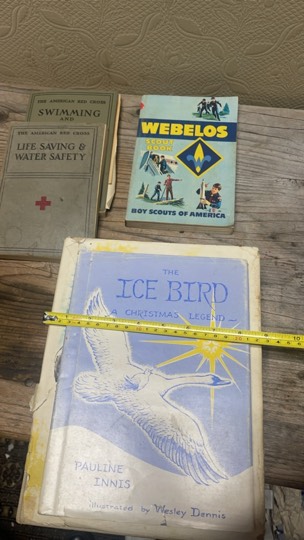 THE AMERICAN RED CROSS
SWIMMING
AND
THE AMERICAN RED CROSS
LIFE SAVING &
WATER SAFETY
WEBELOS
SCOUT
BOOK
BOY SCOUTS OF AMERICA
THE
ICE BIRD
A CHRISTMAS LEGEND —
10
PAULINE
INNIS
illustrated by Wesley Dennis